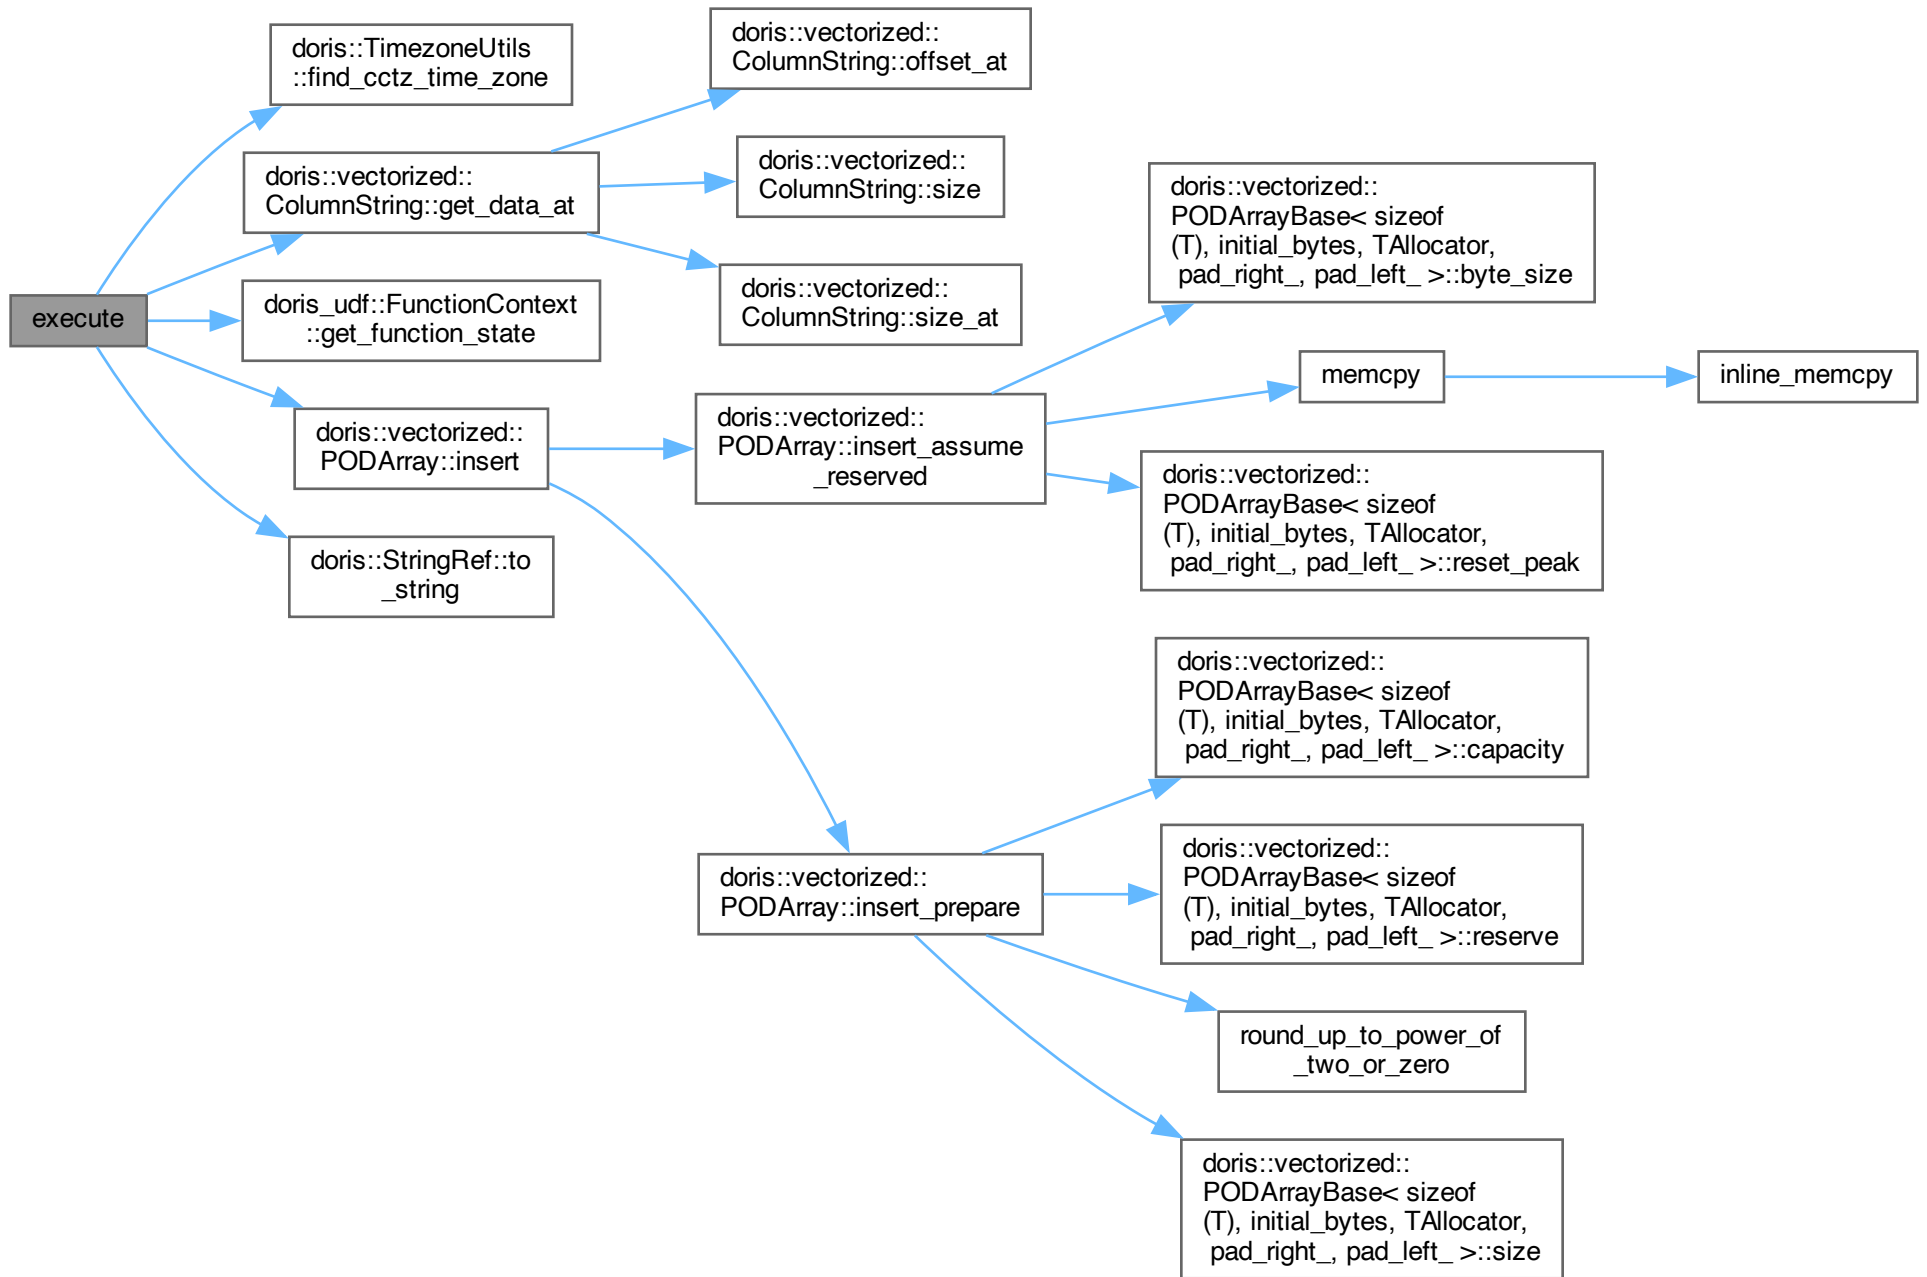 execute
doris::TimezoneUtils
::find_cctz_time_zone
doris::vectorized::
ColumnString::get_data_at
doris_udf::FunctionContext
::get_function_state
doris::vectorized::
PODArray::insert
doris::StringRef::to
_string
doris::vectorized::
ColumnString::offset_at
doris::vectorized::
ColumnString::size
doris::vectorized::
ColumnString::size_at
doris::vectorized::
PODArray::insert_assume
_reserved
doris::vectorized::
PODArray::insert_prepare
doris::vectorized::
PODArrayBase< sizeof
(T), initial_bytes, TAllocator,
pad_right_, pad_left_ >::byte_size
memcpy
inline_memcpy
doris::vectorized::
PODArrayBase< sizeof
(T), initial_bytes, TAllocator,
pad_right_, pad_left_ >::reset_peak
doris::vectorized::
PODArrayBase< sizeof
(T), initial_bytes, TAllocator,
pad_right_, pad_left_ >::capacity
doris::vectorized::
PODArrayBase< sizeof
(T), initial_bytes, TAllocator,
pad_right_, pad_left_ >::reserve
round_up_to_power_of
_two_or_zero
doris::vectorized::
PODArrayBase< sizeof
(T), initial_bytes, TAllocator,
pad_right_, pad_left_ >::size